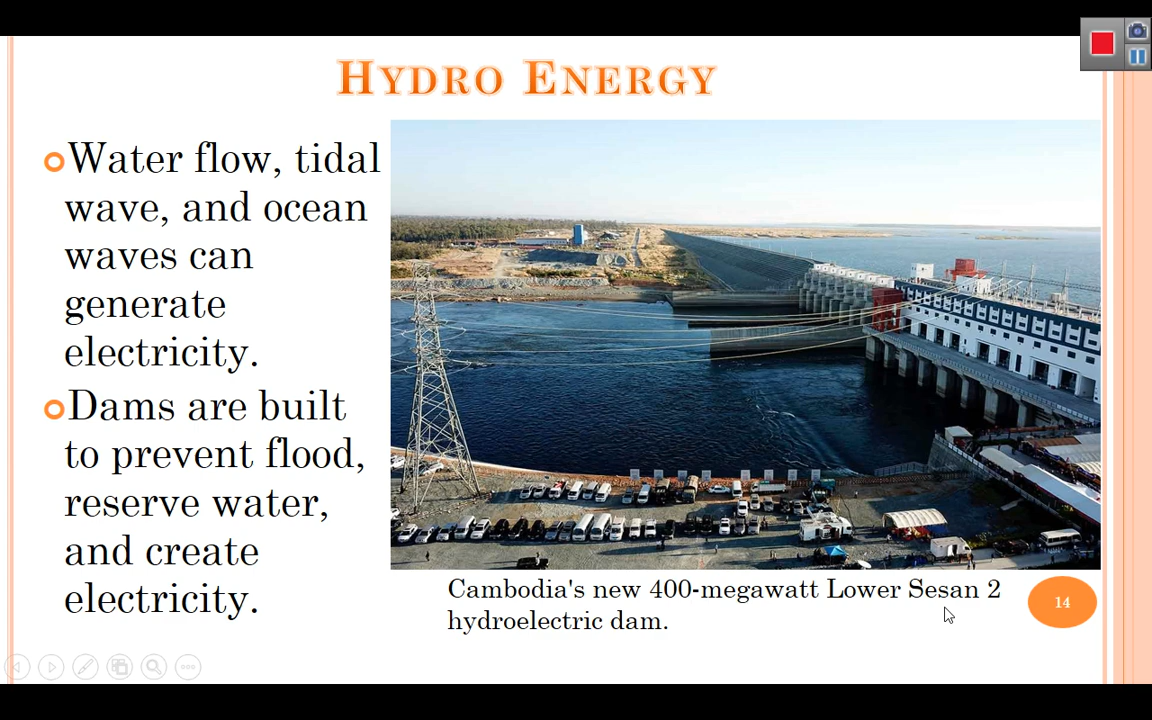 HYDRO ENERGY
Water flow, tidal
wave, and ocean
waves can
generate
electricity.
Dams are built
to prevent flood,
reserve water,
and create
electricity.
Cambodia's new 400-megawatt Lower Sesan 2
hydroelectric dam.
14